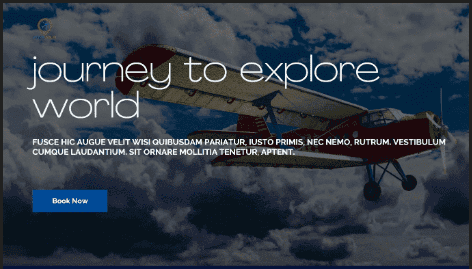 journey to explore
world
FUSCE HIC AUGUE VELIT WISI QUIBUSDAM PARIATUR, IUSTO PRIMIS, NEC NEMO, RUTRUM. VESTIBULUM
CUMQUE LAUDANTIUM. SIT ORNARE MOLLITIA TENETUR, APTENT.
Book Now